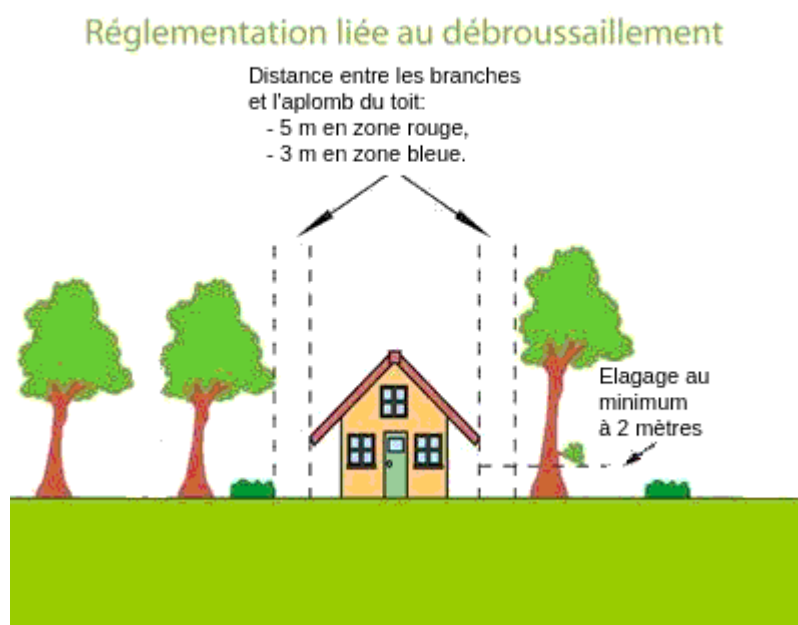 Réglementation liée au débroussaillement
Distance entre les branches
et l'aplomb du toit:
- 5 m en zone rouge,
- 3 m en zone bleue.
Elagage au
minimum
à 2 mètres